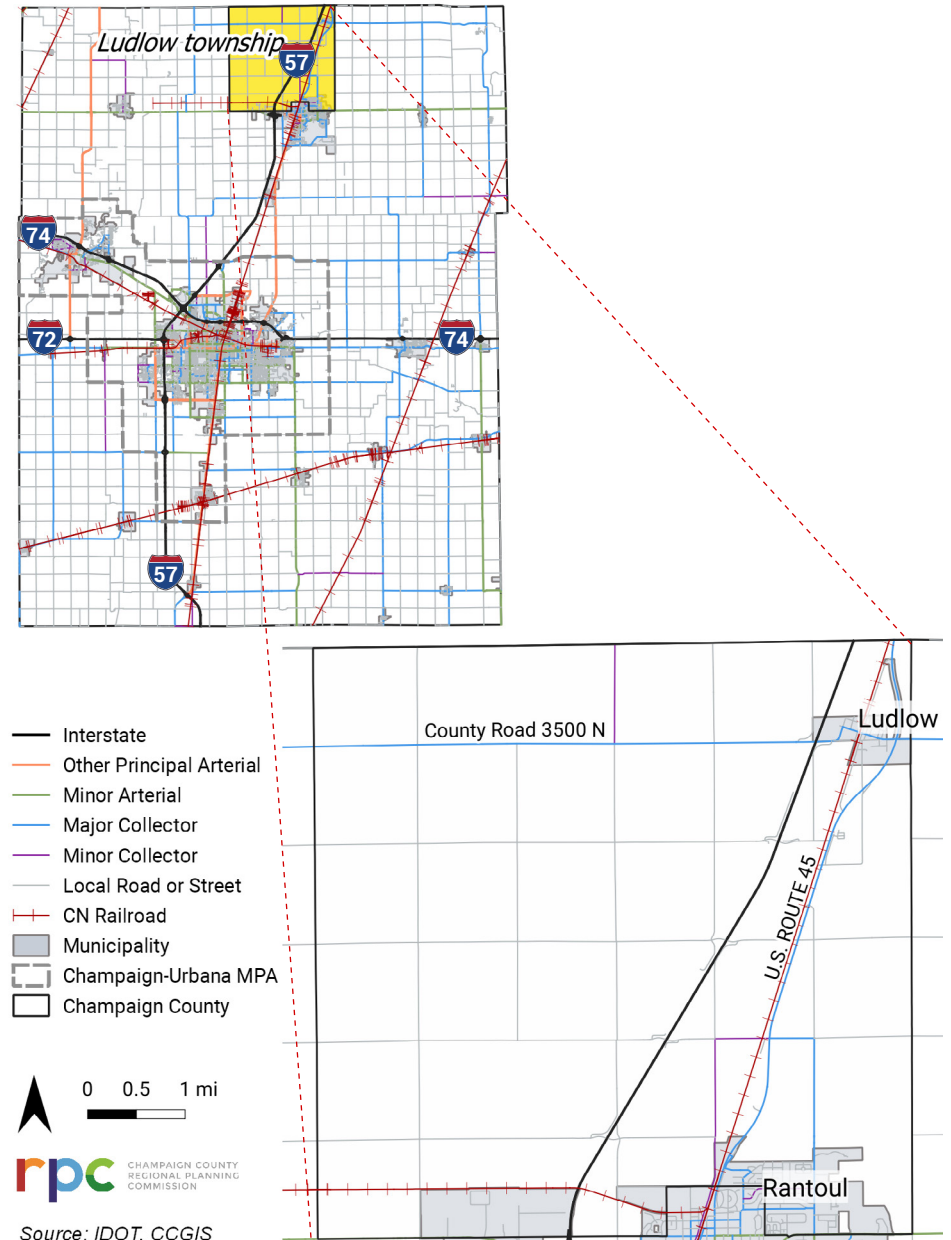 Ludlow township
57
74
72
74
57
Interstate
Other Principal Arterial
Minor Arterial
Major Collector
Minor Collector
Local Road or Street
CN Railroad
Municipality
Champaign-Urbana MPA
Champaign County
0 0.5 1 mi
rpc
CHAMPAIGN COUNTY
REGIONAL PLANNING
COMMISSION
Source: IDOT, CCGIS
Ludlow
County Road 3500 N
U.S. ROUTE 45
Rantoul